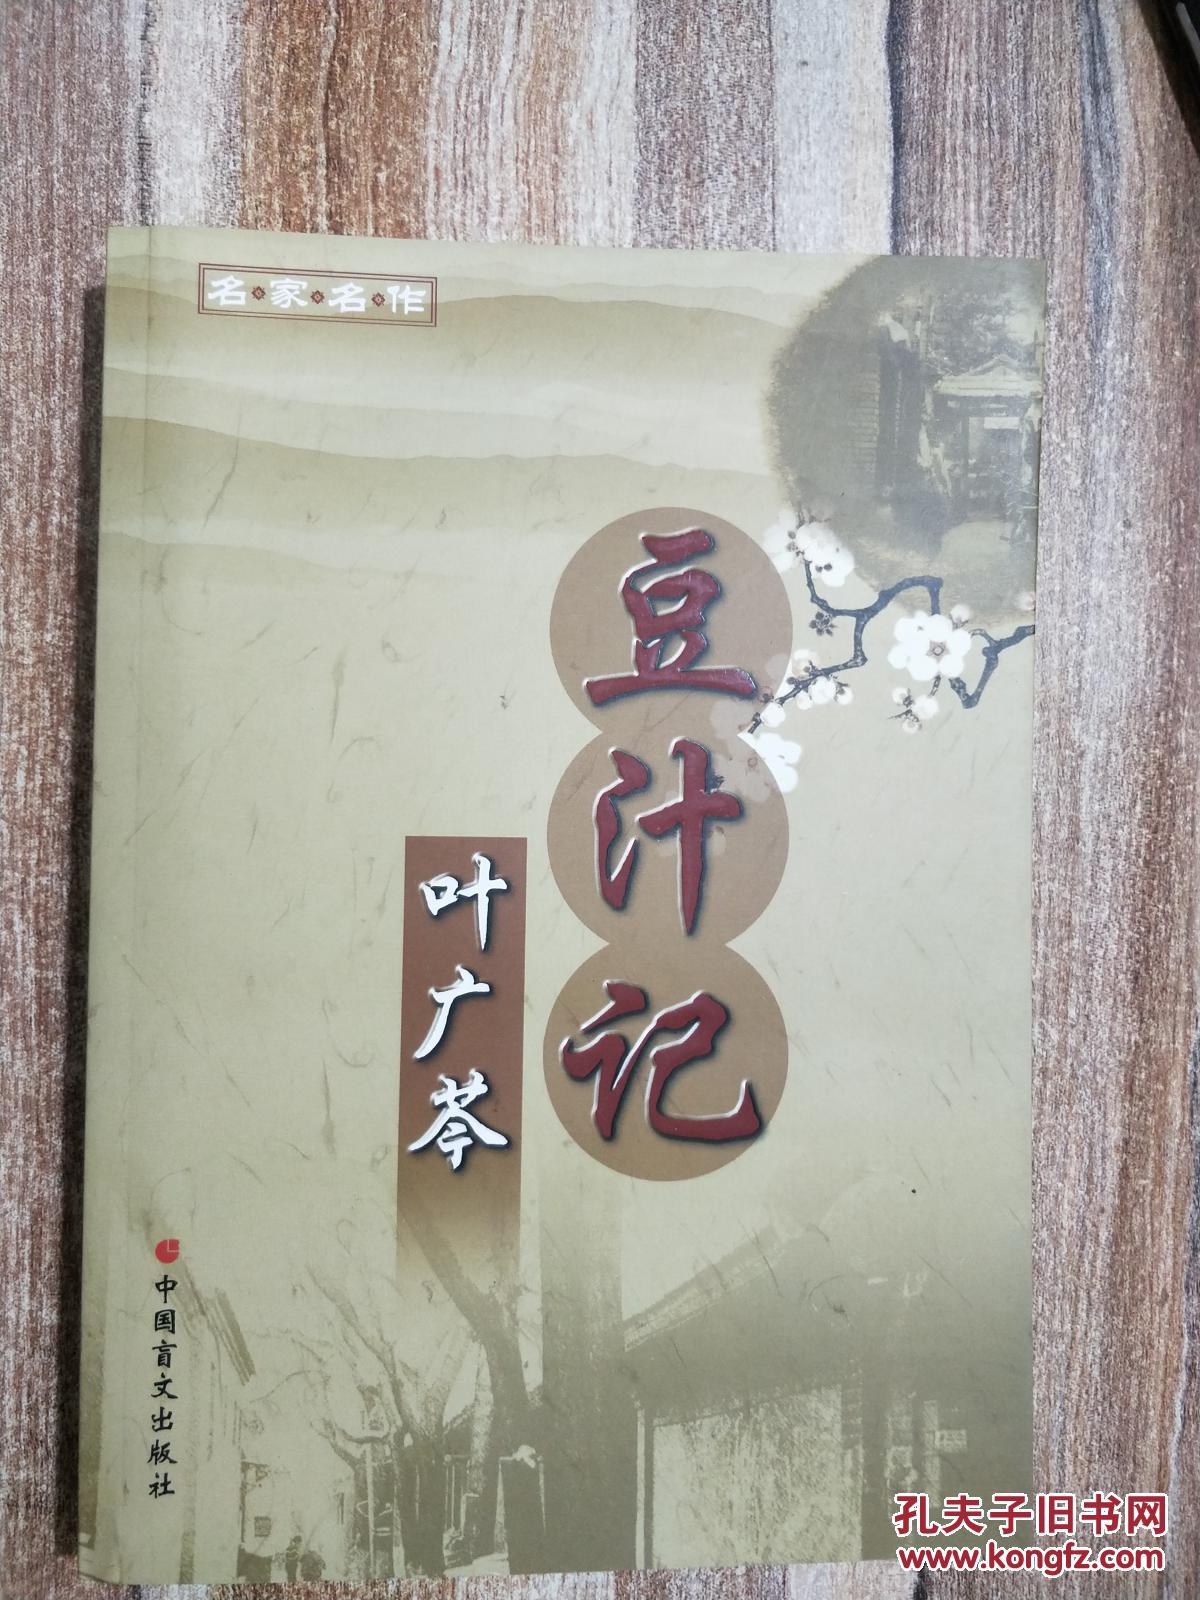 名家名作
豆汁记
叶广芩
中国盲文出版社
孔夫子旧书网
www.kongfz.com